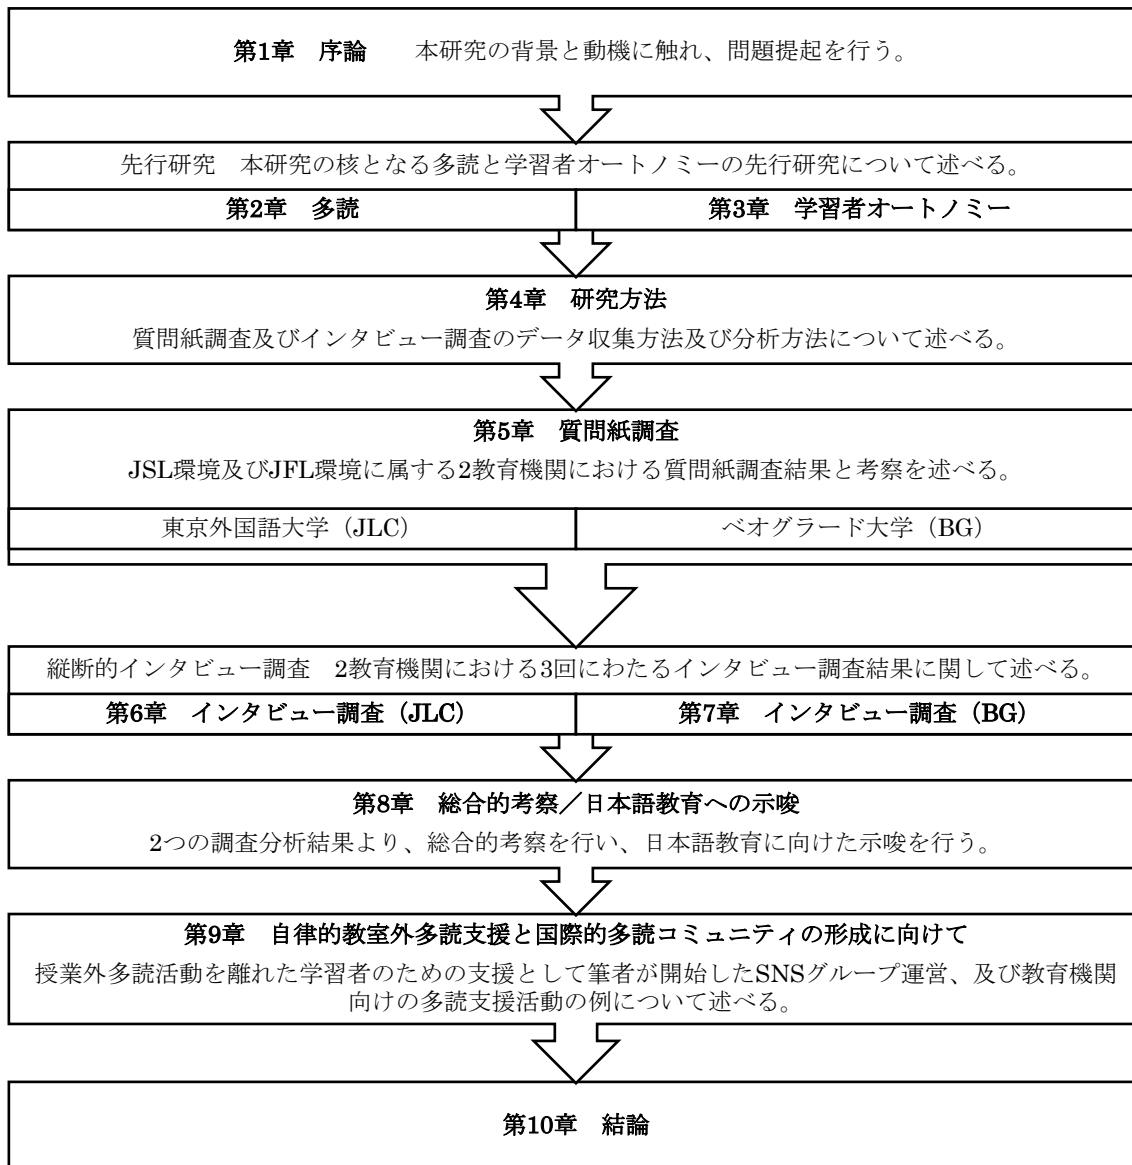 第1章　序論　　本研究の背景と動機に触れ、問題提起を行う。
先行研究　本研究の核となる多読と学習者オートノミーの先行研究について述べる。
第2章　多読
第3章　学習者オートノミー
第4章　研究方法
質問紙調査及びインタビュー調査のデータ収集方法及び分析方法について述べる。
第5章　質問紙調査
JSL環境及びJFL環境に属する2教育機関における質問紙調査結果と考察を述べる。
東京外国語大学（JLC）
ベオグラード大学（BG）
縦断的インタビュー調査　2教育機関における3回にわたるインタビュー調査結果に関して述べる。
第6章　インタビュー調査（JLC）
第7章　インタビュー調査（BG）
第8章　総合的考察／日本語教育への示唆
2つの調査分析結果より、総合的考察を行い、日本語教育に向けた示唆を行う。
第9章　自律的教室外多読支援と国際的多読コミュニティの形成に向けて
授業外多読活動を離れた学習者のための支援として筆者が開始したSNSグループ運営、及び教育機関
向けの多読支援活動の例について述べる。
第10章　結論